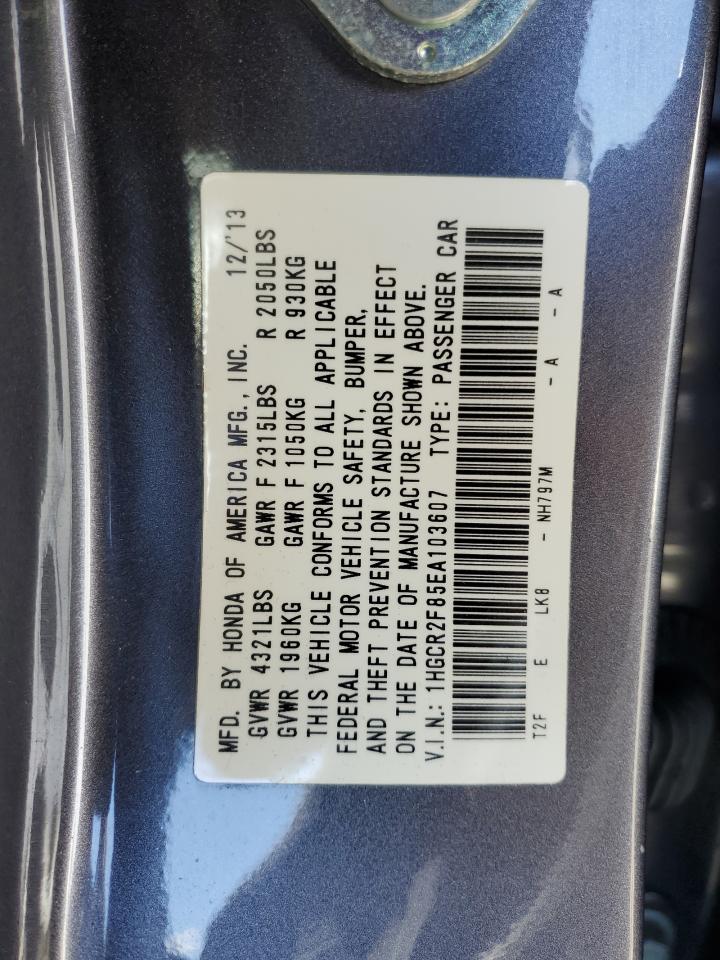 MFD. BY HONDA OF AMERICA MFG., INC. 12/'13
GVWR 4321LBS GAWR F 2315LBS R 2050LBS
GVWR 1960KG GAWR F 1050KG R 930KG
THIS VEHICLE CONFORMS TO ALL APPLICABLE
FEDERAL MOTOR VEHICLE SAFETY, BUMPER,
AND THEFT PREVENTION STANDARDS IN EFFECT
ON THE DATE OF MANUFACTURE SHOWN ABOVE.
V.I.N.: 1HGCR2F85EA103607 TYPE: PASSENGER CAR
T2F E LK8 - NH797M - A - A